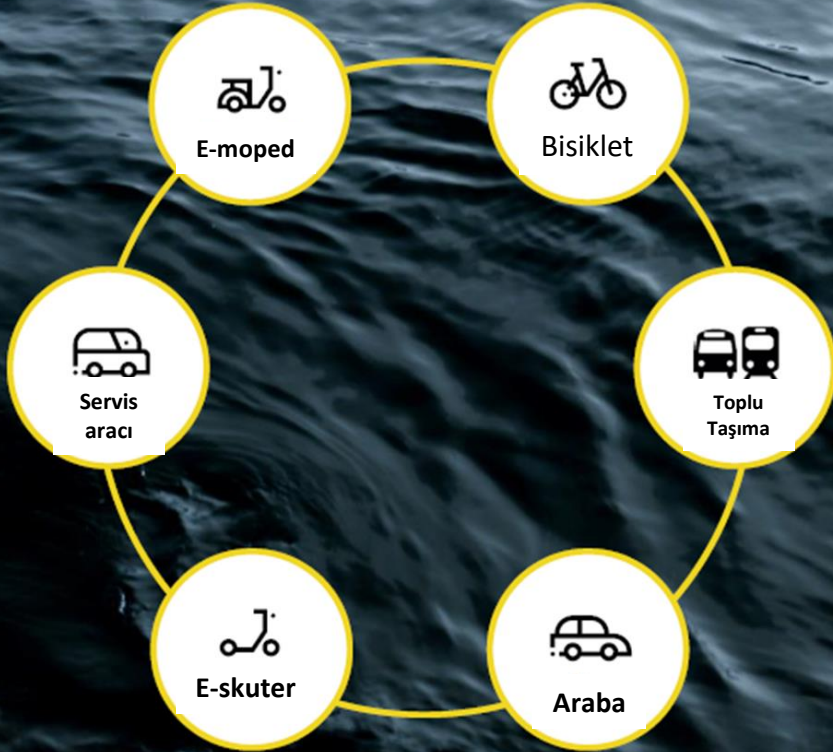 E-moped
Bisiklet
Servis
aracı
Toplu
Taşıma
E-skuter
Araba